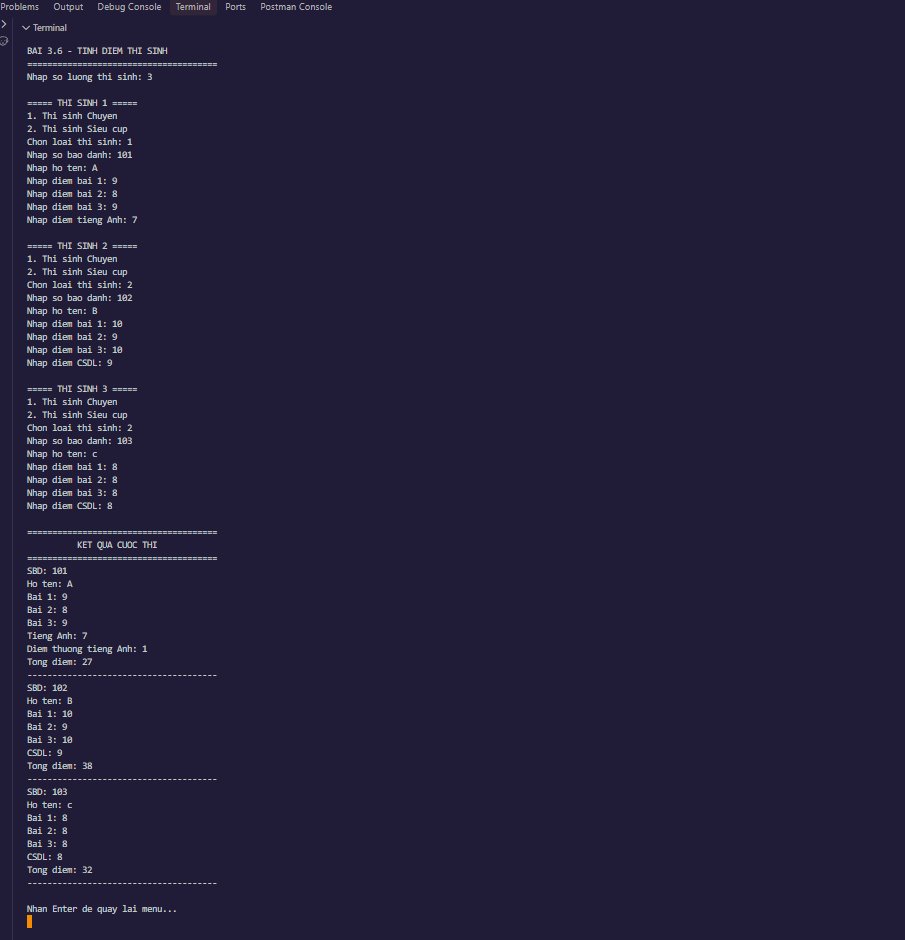 Problems Output Debug Console Terminal Ports Postman Console
Terminal
BAI 3.6 - TINH DIEM THI SINH
======================================
Nhap so luong thi sinh: 3
===== THI SINH 1 =====
1. Thi sinh Chuyen
2. Thi sinh Sieu cup
Chon loai thi sinh: 1
Nhap so bao danh: 101
Nhap ho ten: A
Nhap diem bai 1: 9
Nhap diem bai 2: 8
Nhap diem bai 3: 9
Nhap diem tieng Anh: 7
===== THI SINH 2 =====
1. Thi sinh Chuyen
2. Thi sinh Sieu cup
Chon loai thi sinh: 2
Nhap so bao danh: 102
Nhap ho ten: B
Nhap diem bai 1: 10
Nhap diem bai 2: 9
Nhap diem bai 3: 10
Nhap diem CSDL: 9
===== THI SINH 3 =====
1. Thi sinh Chuyen
2. Thi sinh Sieu cup
Chon loai thi sinh: 2
Nhap so bao danh: 103
Nhap ho ten: c
Nhap diem bai 1: 8
Nhap diem bai 2: 8
Nhap diem bai 3: 8
Nhap diem CSDL: 8
======================================
KET QUA CUOC THI
======================================
SBD: 101
Ho ten: A
Bai 1: 9
Bai 2: 8
Bai 3: 9
Tieng Anh: 7
Diem thuong tieng Anh: 1
Tong diem: 27
--------------------------------------
SBD: 102
Ho ten: B
Bai 1: 10
Bai 2: 9
Bai 3: 10
CSDL: 9
Tong diem: 38
--------------------------------------
SBD: 103
Ho ten: c
Bai 1: 8
Bai 2: 8
Bai 3: 8
CSDL: 8
Tong diem: 32
--------------------------------------
Nhan Enter de quay lai menu...